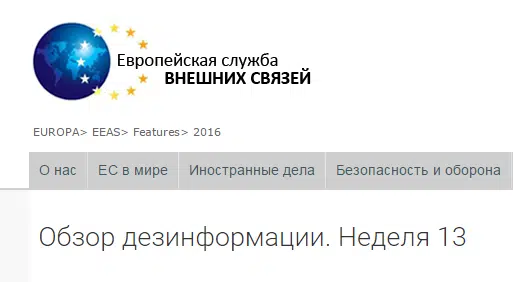 Европейская служба
ВНЕШНИХ СВЯЗЕЙ
EUROPA> EEAS> Features> 2016
О нас ЕС в мире Иностранные дела Безопасность и оборона
Обзор дезинформации. Неделя 13